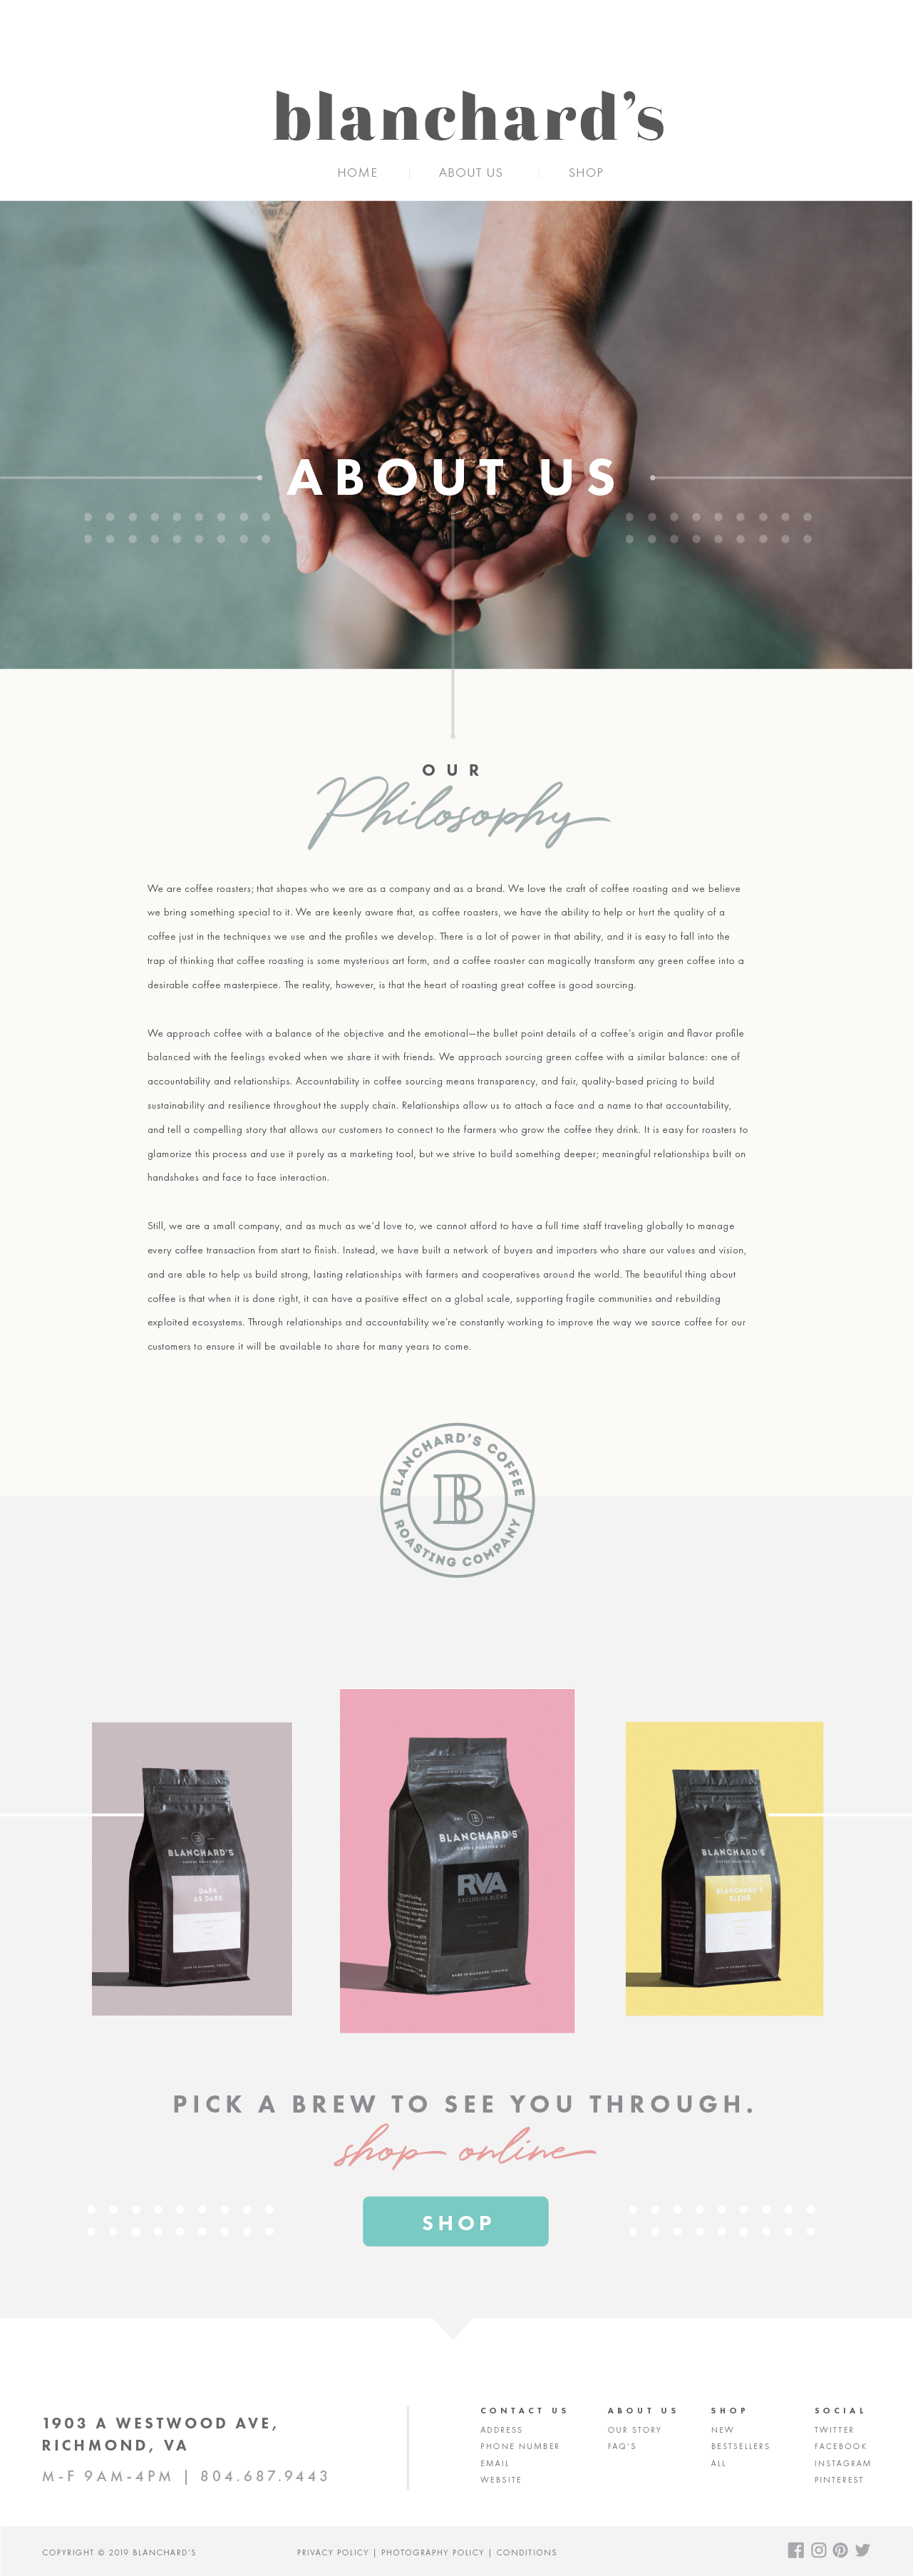 blanchard's
HOME
ABOUT US
SHOP
ABOUT US
OUR
Philosophy
We are coffee roasters; that shapes who we are as a company and as a brand. We love the craft of coffee roasting and we believe
we bring something special to it. We are keenly aware that, as coffee roasters, we have the ability to help or hurt the quality of a
coffee just in the techniques we use and the profiles we develop. There is a lot of power in that ability, and it is easy to fall into the
trap of thinking that coffee roasting is some mysterious art form, and a coffee roaster can magically transform any green coffee into a
desirable coffee masterpiece. The reality, however, is that the heart of roasting great coffee is good sourcing.
We approach coffee with a balance of the objective and the emotional—the bullet point details of a coffee's origin and flavor profile
balanced with the feelings evoked when we share it with friends. We approach sourcing green coffee with a similar balance: one of
accountability and relationships. Accountability in coffee sourcing means transparency, and fair, quality-based pricing to build
sustainability and resilience throughout the supply chain. Relationships allow us to attach a face and a name to that accountability,
and tell a compelling story that allows our customers to connect to the farmers who grow the coffee they drink. It is easy for roasters to
glamorize this process and use it purely as a marketing tool, but we strive to build something deeper; meaningful relationships built on
handshakes and face to face interaction.
Still, we are a small company, and as much as we'd love to, we cannot afford to have a full time staff traveling globally to manage
every coffee transaction from start to finish. Instead, we have built a network of buyers and importers who share our values and vision,
and are able to help us build strong, lasting relationships with farmers and cooperatives around the world. The beautiful thing about
coffee is that when it is done right, it can have a positive effect on a global scale, supporting fragile communities and rebuilding
exploited ecosystems. Through relationships and accountability we're constantly working to improve the way we source coffee for our
customers to ensure it will be available to share for many years to come.
BLANCHARD'S COFFEE
B
ROASTING COMPANY
B
BLANCHARD'S
COFFEE ROASTING CO
DARK
AS DARK
MADE IN RICHMOND, VIRGINIA
B
BLANCHARD'S
COFFEE ROASTING CO
RVA
EXCLUSIVE BLEND
MADE IN RICHMOND, VIRGINIA
B
BLANCHARD'S
COFFEE ROASTING CO
BLANCHARD'S
BLEND
MADE IN RICHMOND, VIRGINIA
PICK A BREW TO SEE YOU THROUGH.
shop online
SHOP
1903 A WESTWOOD AVE,
RICHMOND, VA
M-F 9AM-4PM | 804.687.9443
CONTACT US
ADDRESS
PHONE NUMBER
EMAIL
WEBSITE
ABOUT US
OUR STORY
FAQ'S
SHOP
NEW
BESTSELLERS
ALL
SOCIAL
TWITTER
FACEBOOK
INSTAGRAM
PINTEREST
COPYRIGHT © 2019 BLANCHARD'S
PRIVACY POLICY | PHOTOGRAPHY POLICY | CONDITIONS